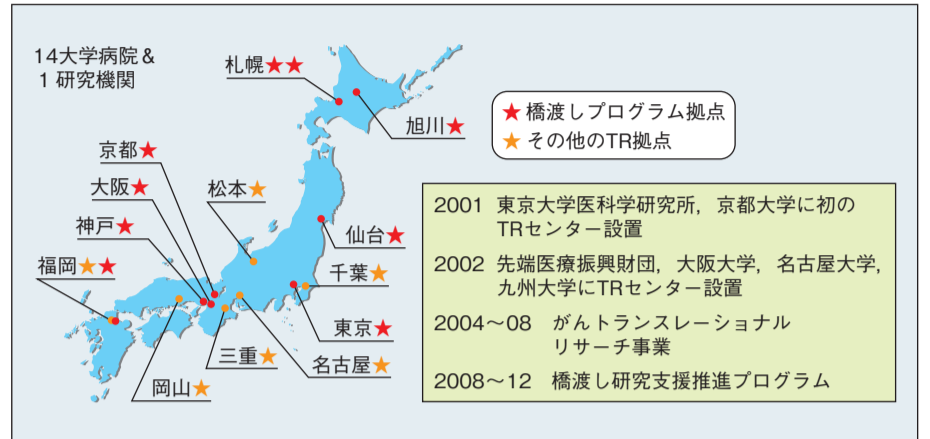 14大学病院&
1 研究機関
札幌★★
旭川★
京都★
大阪★
松本★
神戸★
仙台★
福岡★★
千葉★
東京★
三重★
名古屋★
岡山★
★橋渡しプログラム拠点
★その他のTR拠点
2001 東京大学医科学研究所，京都大学に初の
TRセンター設置
2002 先端医療振興財団，大阪大学，名古屋大学，
九州大学にTRセンター設置
2004〜08 がんトランスレーショナル
リサーチ事業
2008〜12 橋渡し研究支援推進プログラム